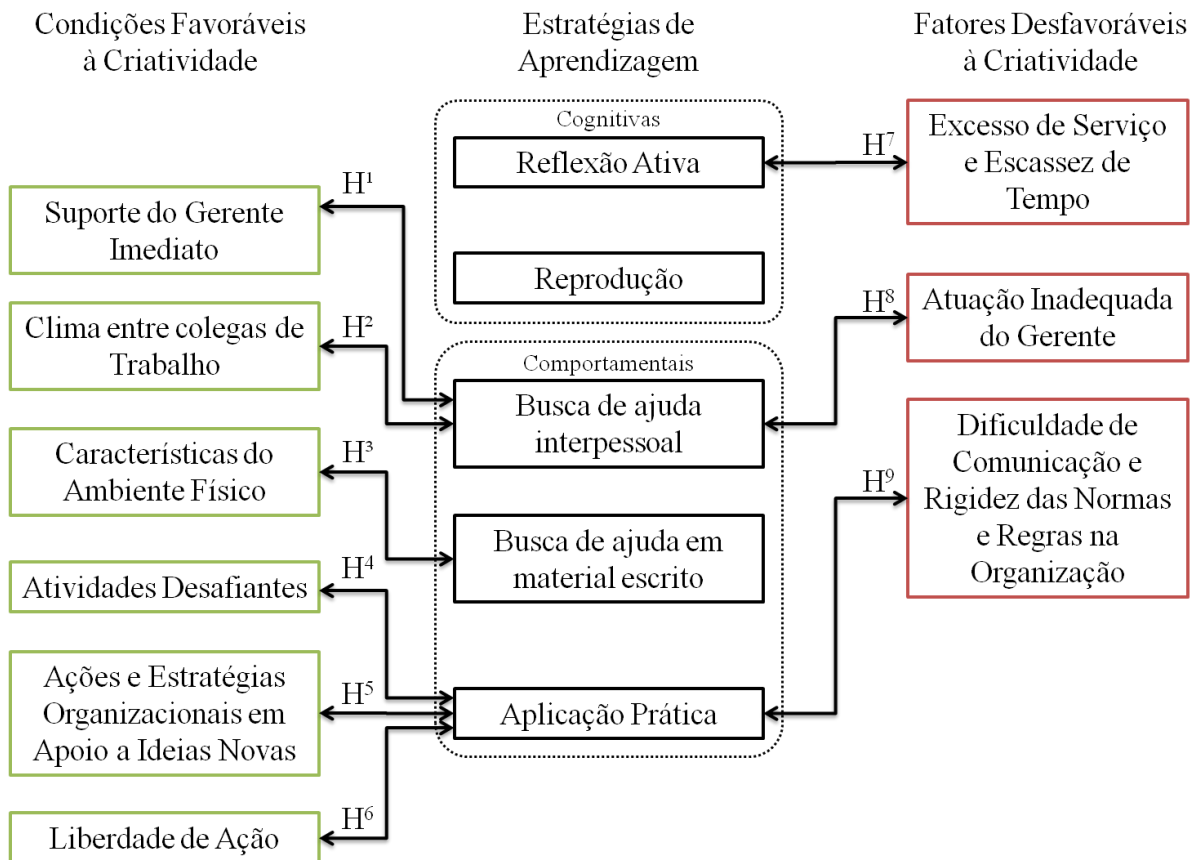 Condições Favoráveis
à Criatividade
H¹
Suporte do Gerente
Imediato
H²
Clima entre colegas de
Trabalho
H³
Características do
Ambiente Físico
H⁴
Atividades Desafiantes
H⁵
Ações e Estratégias
Organizacionais em
Apoio a Ideias Novas
H⁶
Liberdade de Ação
Estratégias de
Aprendizagem
Cognitivas
Reflexão Ativa
Reprodução
Comportamentais
Busca de ajuda
interpessoal
Busca de ajuda em
material escrito
Aplicação Prática
Fatores Desfavoráveis
à Criatividade
H⁷
Excesso de Serviço
e Escassez de
Tempo
H⁸
Atuação Inadequada
do Gerente
H⁹
Dificuldade de
Comunicação e
Rigidez das Normas
e Regras na
Organização